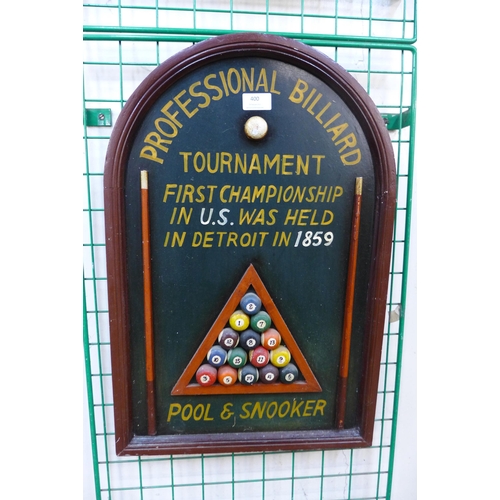 PROFESSIONAL BILLIARD
TOURNAMENT
FIRST CHAMPIONSHIP
IN U.S. WAS HELD
IN DETROIT IN 1859
POOL & SNOOKER